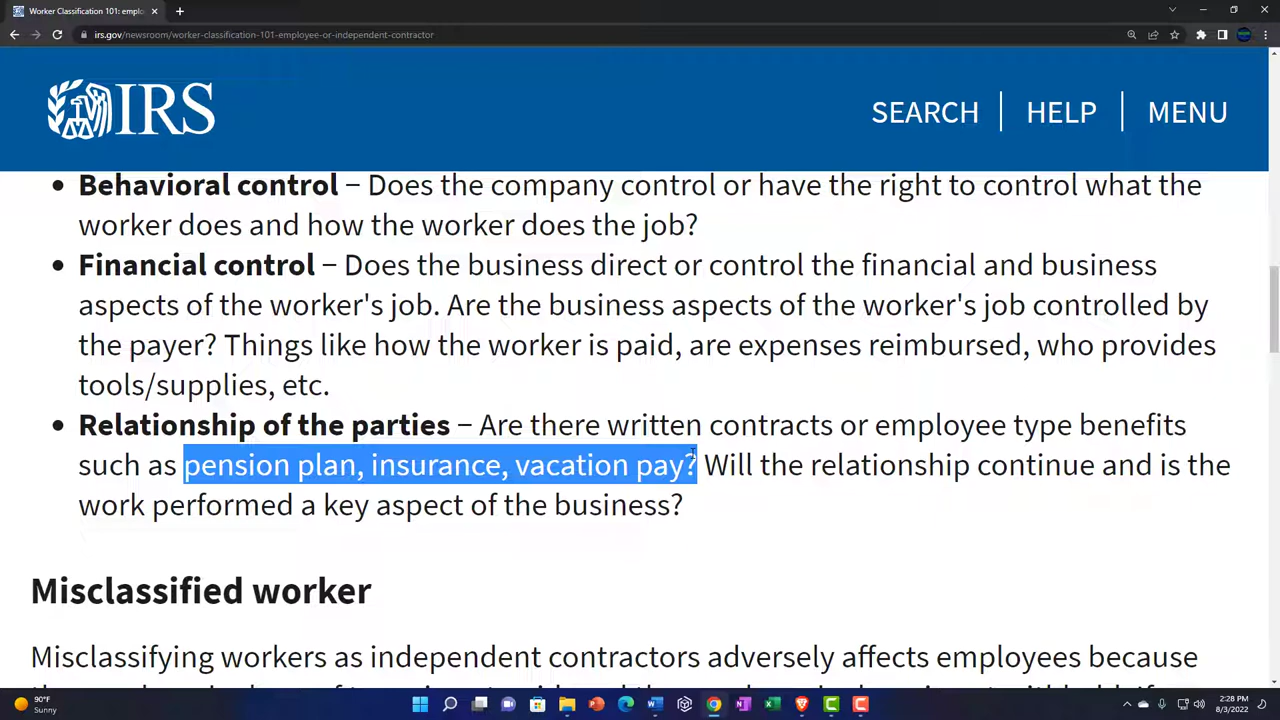 Worker Classification 101: emplo
irs.gov/newsroom/worker-classification-101-employee-or-independent-contractor
IRS
SEARCH
HELP
MENU
• Behavioral control – Does the company control or have the right to control what the
worker does and how the worker does the job?
• Financial control – Does the business direct or control the financial and business
aspects of the worker's job. Are the business aspects of the worker's job controlled by
the payer? Things like how the worker is paid, are expenses reimbursed, who provides
tools/supplies, etc.
• Relationship of the parties – Are there written contracts or employee type benefits
such as pension plan, insurance, vacation pay? Will the relationship continue and is the
work performed a key aspect of the business?
Misclassified worker
Misclassifying workers as independent contractors adversely affects employees because
90°F
Sunny
2:28 PM
8/3/2022